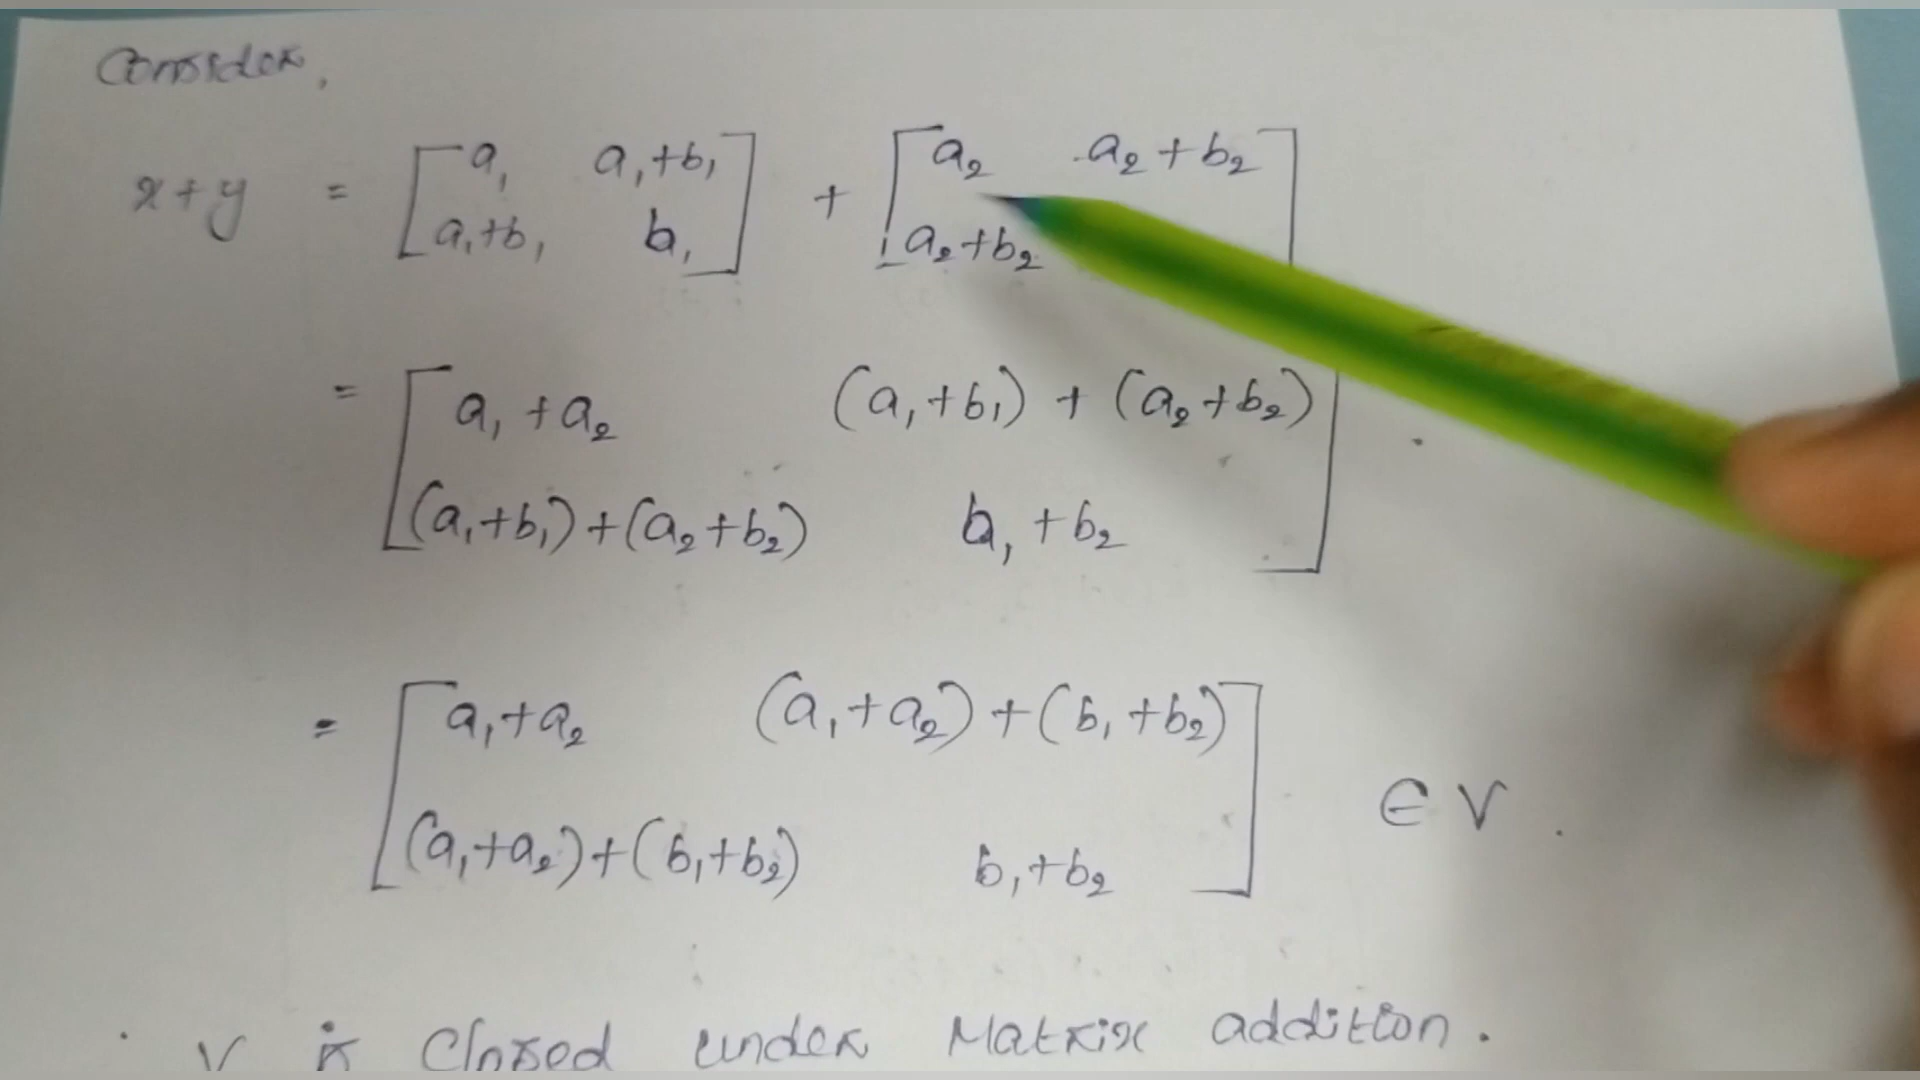 Consider,
x+y = [a₁ a₁+b₁
a₁+b₁ b₁] + [a₂ a₂+b₂
a₂+b₂ ]
= [a₁+a₂ (a₁+b₁)+(a₂+b₂)
(a₁+b₁)+(a₂+b₂) b₁+b₂]
= [a₁+a₂ (a₁+a₂)+(b₁+b₂)
(a₁+a₂)+(b₁+b₂) b₁+b₂] ∈ V.
V is closed under Matrix addition.